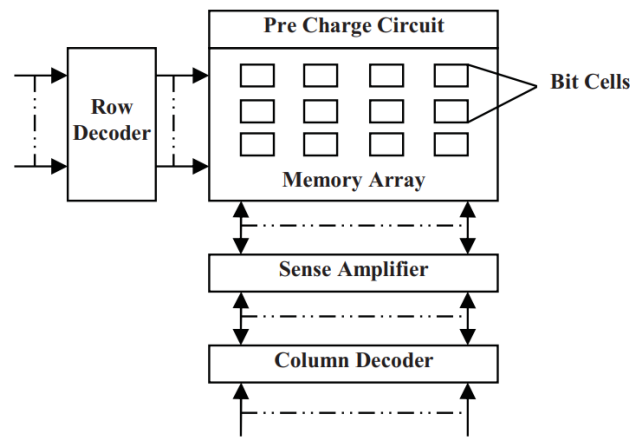 Pre Charge Circuit
Bit Cells
Row
Decoder
Memory Array
Sense Amplifier
Column Decoder